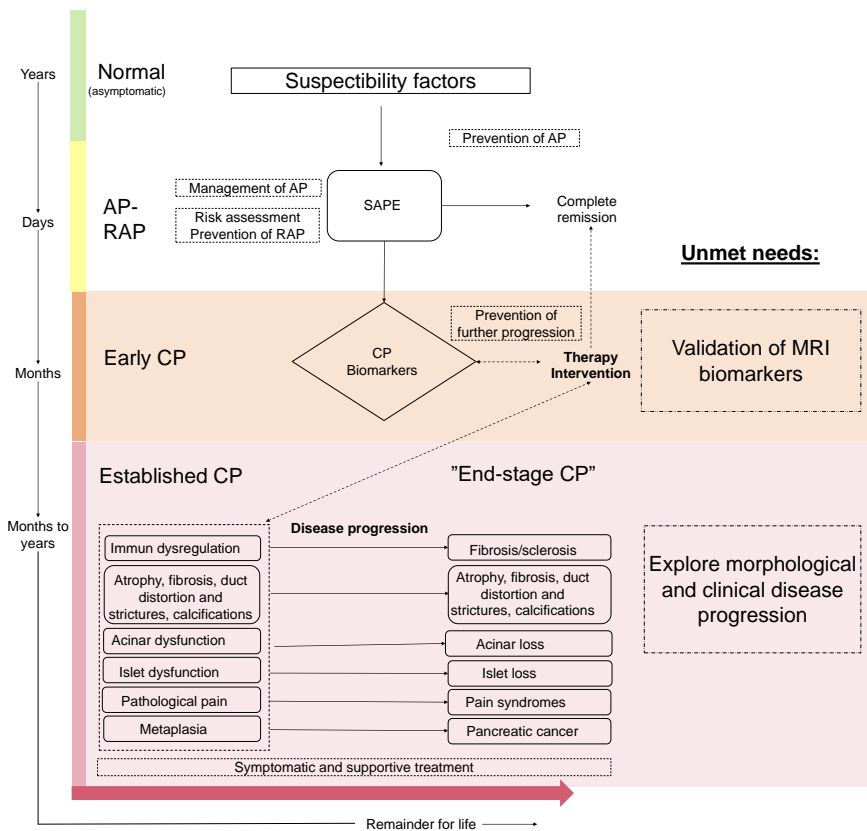 Years
Normal
(asymptomatic)
Suspectibility factors
Prevention of AP
Days
AP-
RAP
Management of AP
Risk assessment
Prevention of RAP
SAPE
Complete
remission
Unmet needs:
Months
Early CP
CP
Biomarkers
Prevention of
further progression
Therapy
Intervention
Validation of MRI
biomarkers
Months to
years
Established CP
"End-stage CP"
Disease progression
Immun dysregulation
Fibrosis/sclerosis
Atrophy, fibrosis, duct
distortion and
strictures, calcifications
Atrophy, fibrosis, duct
distortion and
strictures, calcifications
Acinar dysfunction
Acinar loss
Islet dysfunction
Islet loss
Pathological pain
Pain syndromes
Metaplasia
Pancreatic cancer
Explore morphological
and clinical disease
progression
Symptomatic and supportive treatment
Remainder for life